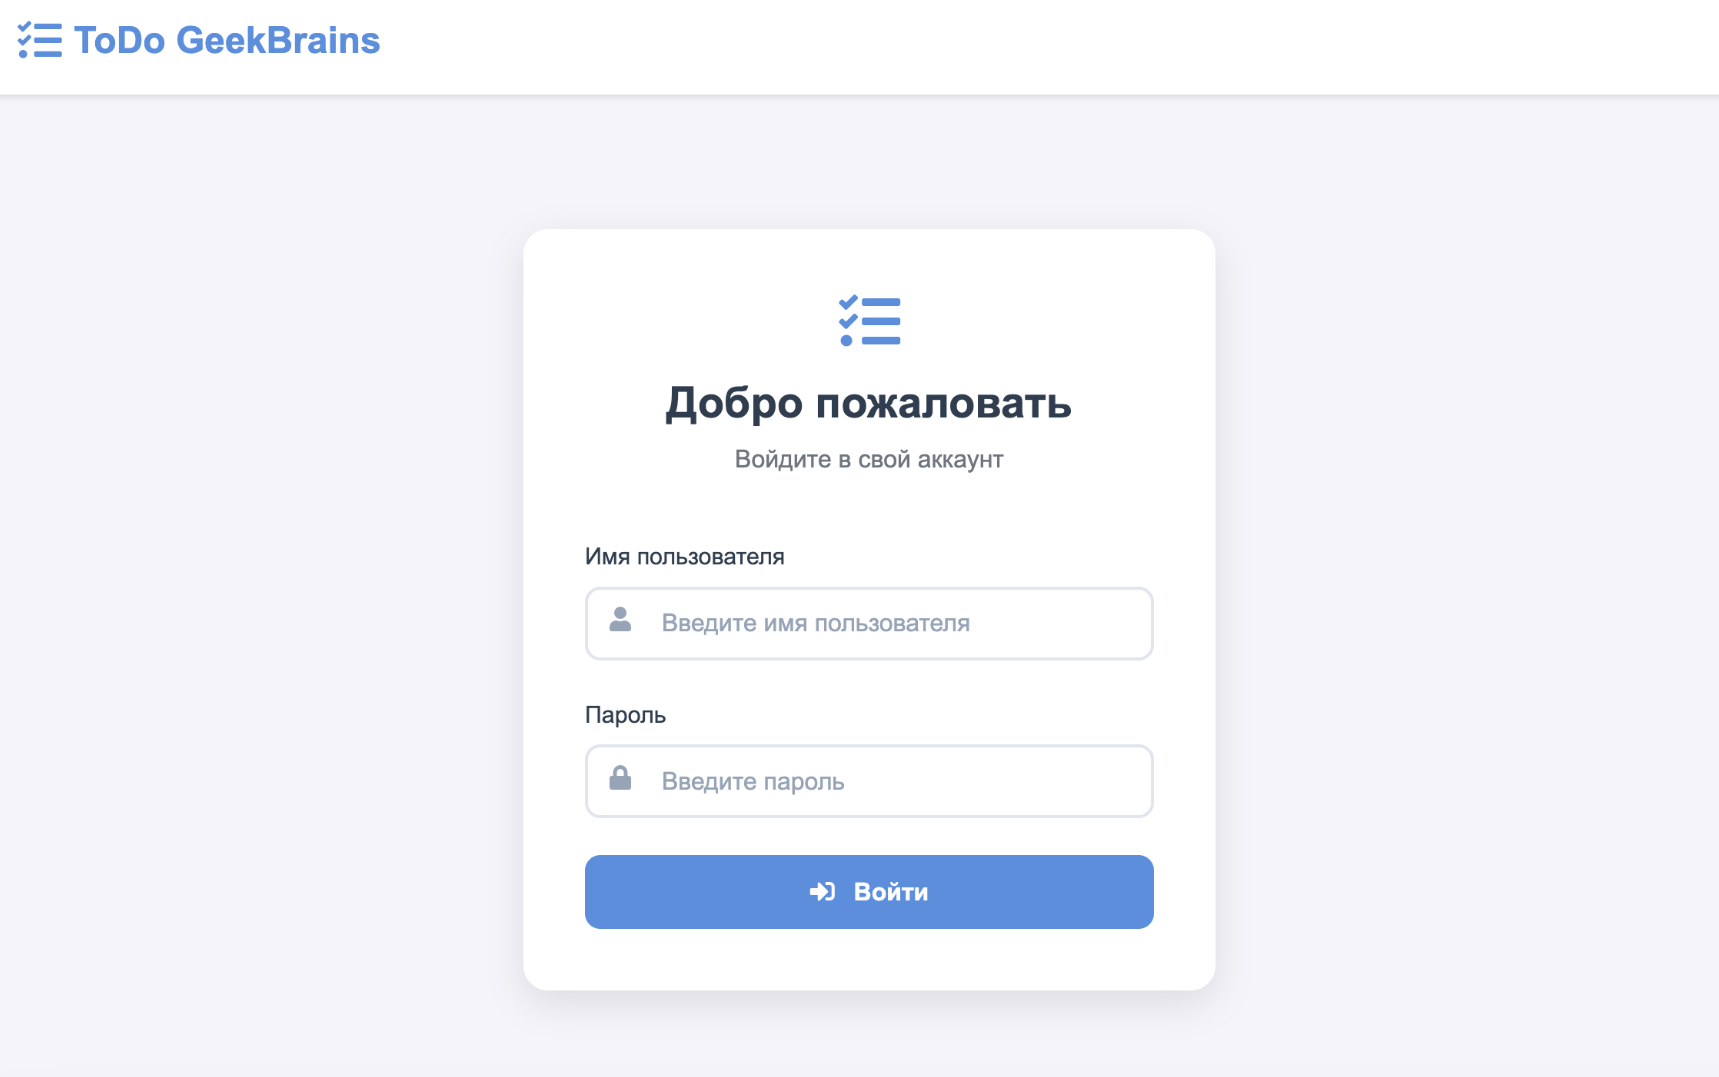 ToDo GeekBrains
Добро пожаловать
Войдите в свой аккаунт
Имя пользователя
Введите имя пользователя
Пароль
Введите пароль
Войти